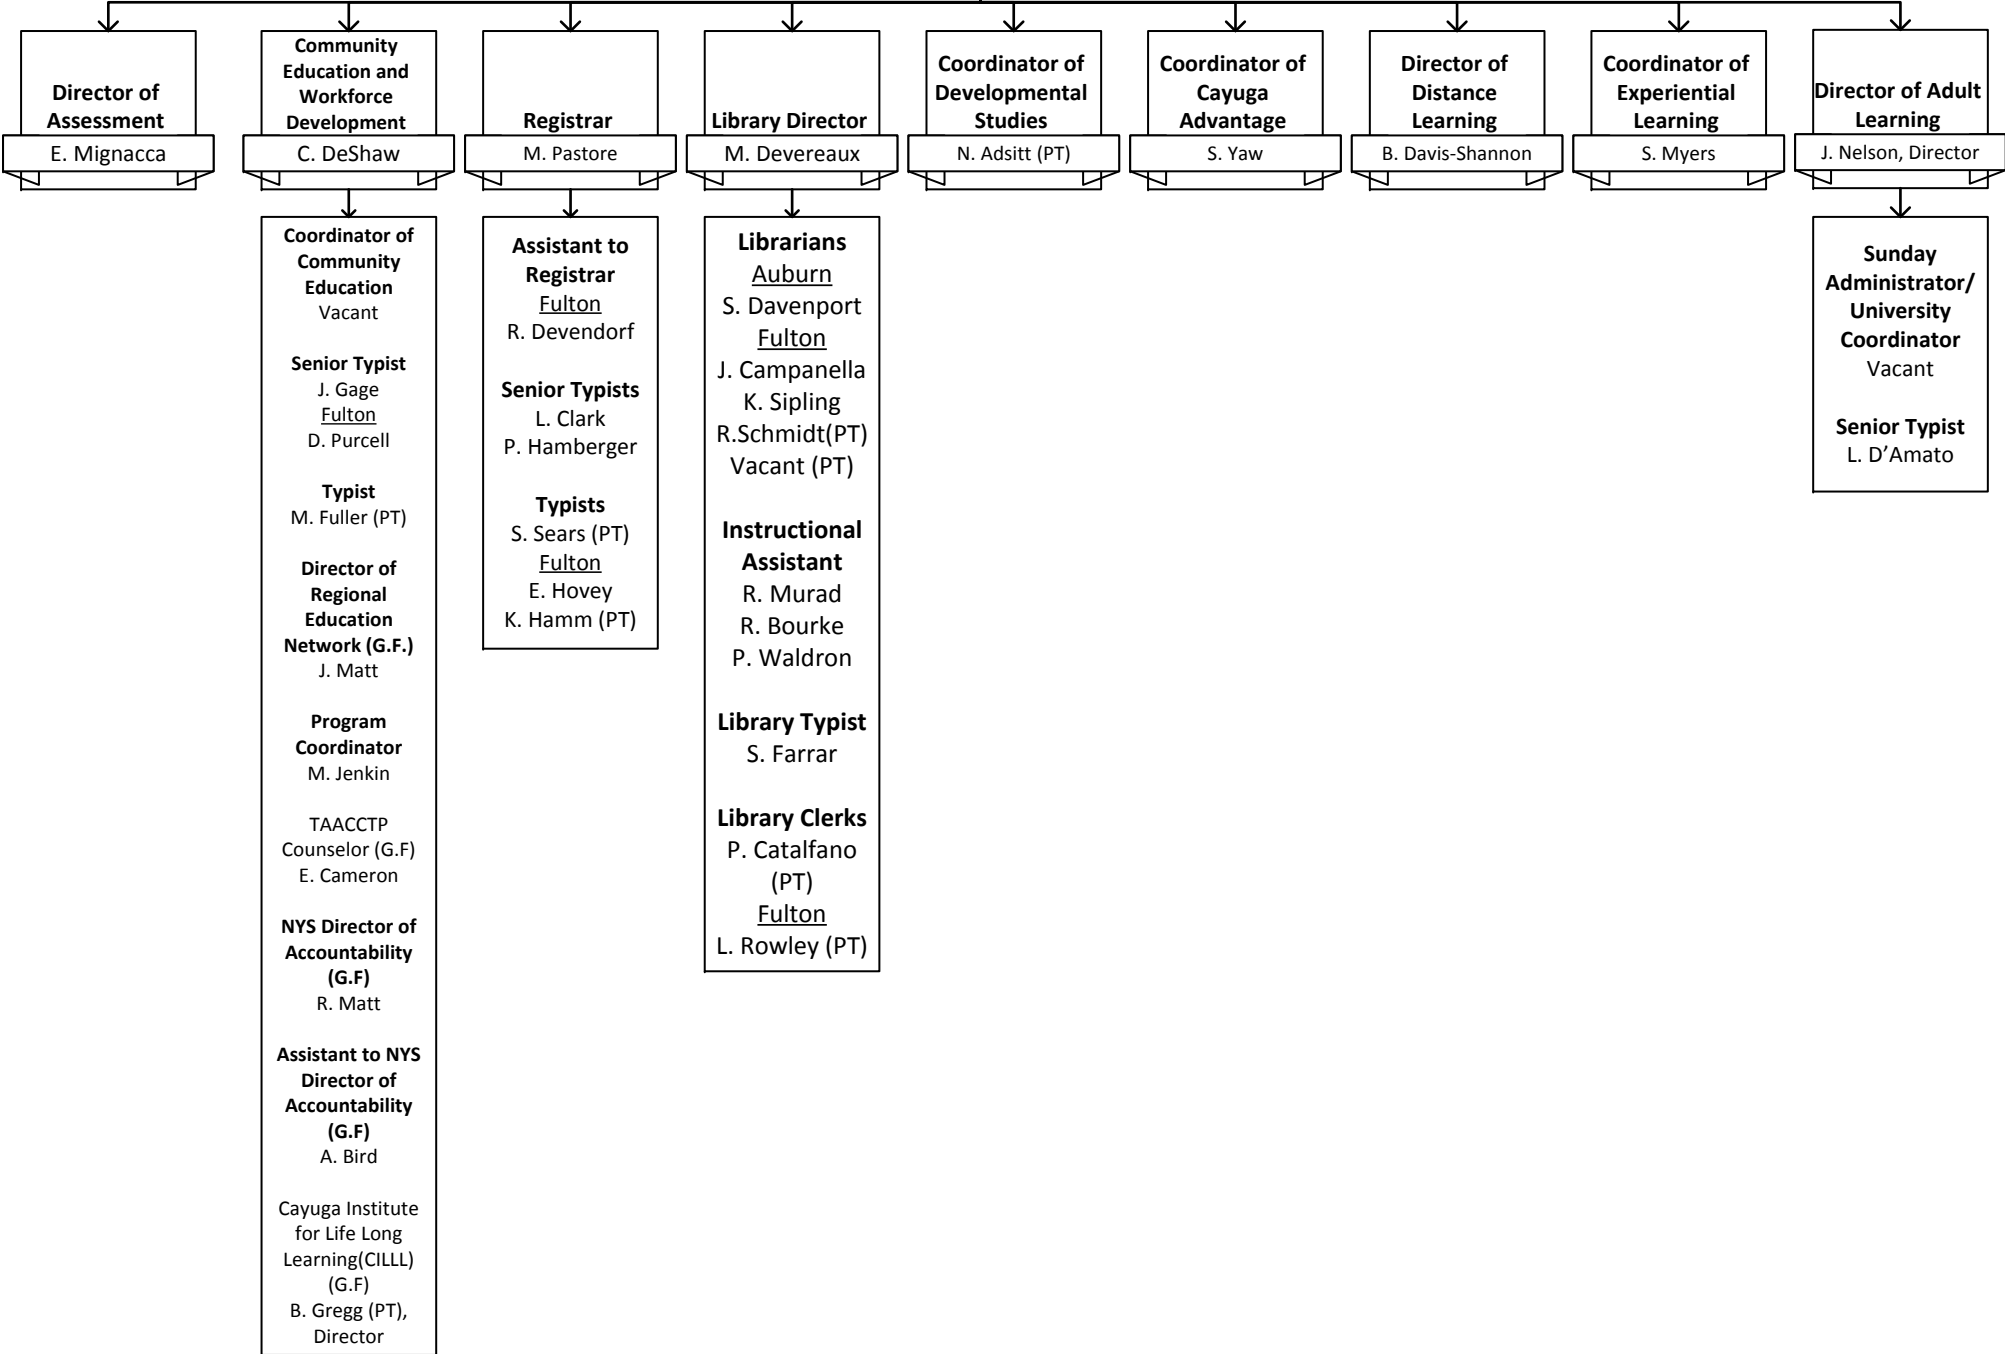 Director of
Assessment
E. Mignacca
Community
Education and
Workforce
Development
C. DeShaw
Coordinator of
Community
Education
Vacant
Senior Typist
J. Gage
Fulton
D. Purcell
Typist
M. Fuller (PT)
Director of
Regional
Education
Network (G.F.)
J. Matt
Program
Coordinator
M. Jenkin
TAACCTP
Counselor (G.F)
E. Cameron
NYS Director of
Accountability
(G.F)
R. Matt
Assistant to NYS
Director of
Accountability
(G.F)
A. Bird
Cayuga Institute
for Life Long
Learning(CILLL)
(G.F)
B. Gregg (PT),
Director
Registrar
M. Pastore
Assistant to
Registrar
Fulton
R. Devendorf
Senior Typists
L. Clark
P. Hamberger
Typists
S. Sears (PT)
Fulton
E. Hovey
K. Hamm (PT)
Library Director
M. Devereaux
Librarians
Auburn
S. Davenport
Fulton
J. Campanella
K. Sipling
R.Schmidt(PT)
Vacant (PT)
Instructional
Assistant
R. Murad
R. Bourke
P. Waldron
Library Typist
S. Farrar
Library Clerks
P. Catalfano
(PT)
Fulton
L. Rowley (PT)
Coordinator of
Developmental
Studies
N. Adsitt (PT)
Coordinator of
Cayuga
Advantage
S. Yaw
Director of
Distance
Learning
B. Davis-Shannon
Coordinator of
Experiential
Learning
S. Myers
Director of Adult
Learning
J. Nelson, Director
Sunday
Administrator/
University
Coordinator
Vacant
Senior Typist
L. D’Amato